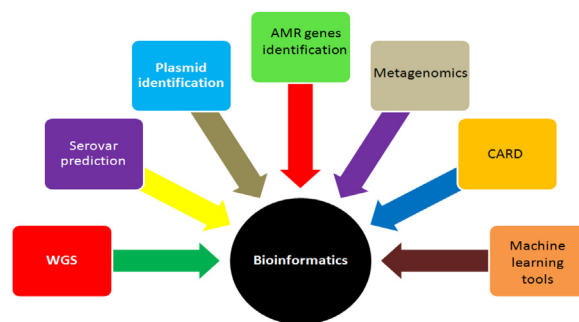 AMR genes
identification
Plasmid
identification
Metagenomics
Serovar
prediction
CARD
WGS
Bioinformatics
Machine
learning
tools